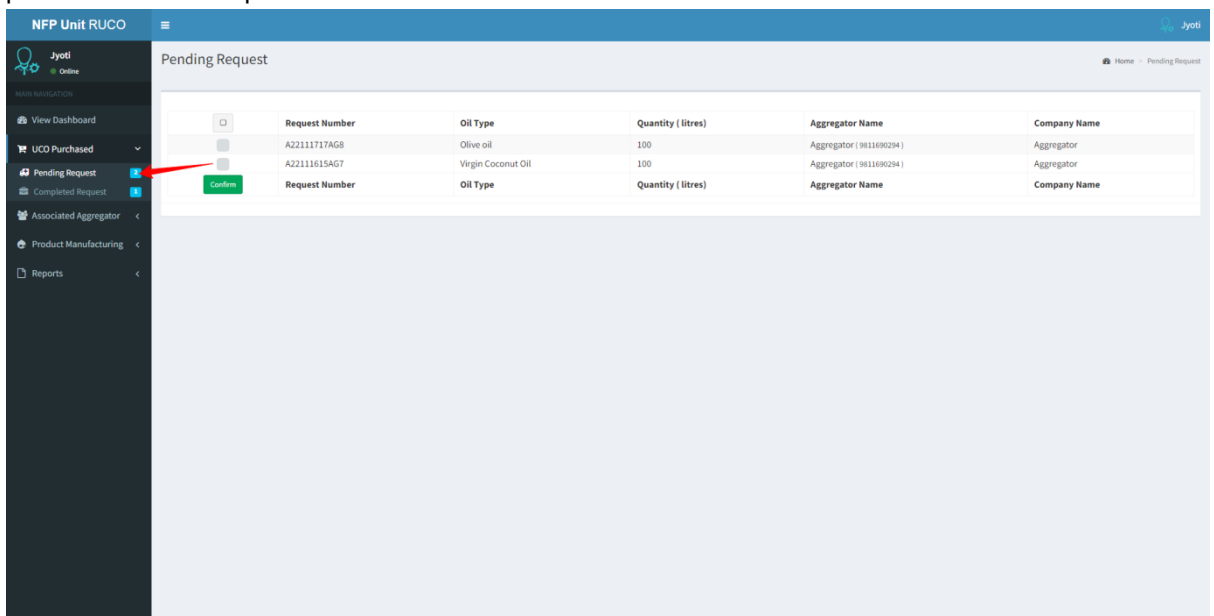 NFP Unit RUCO
Jyoti
Jyoti
Online
Pending Request
Home > Pending Request
MAIN NAVIGATION
View Dashboard
UCO Purchased
Pending Request 2
Completed Request 1
Associated Aggregator
Product Manufacturing
Reports
Request Number Oil Type Quantity ( litres) Aggregator Name Company Name
A22111717AG8 Olive oil 100 Aggregator ( 9811690294 ) Aggregator
A22111615AG7 Virgin Coconut Oil 100 Aggregator ( 9811690294 ) Aggregator
Confirm Request Number Oil Type Quantity ( litres) Aggregator Name Company Name